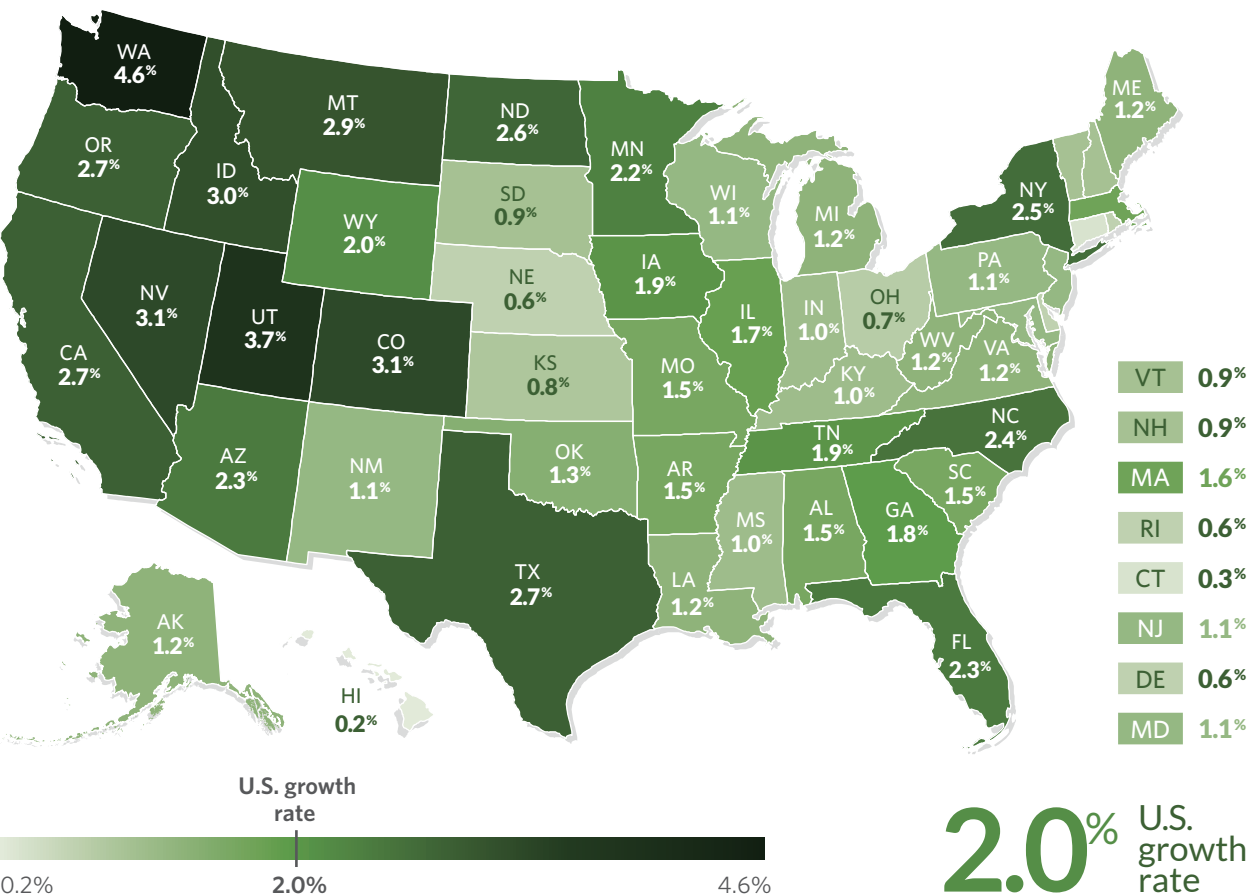 WA
4.6%
MT
2.9%
ND
2.6%
MN
2.2%
OR
2.7%
ID
3.0%
WY
2.0%
SD
0.9%
WI
1.1%
MI
1.2%
NY
2.5%
ME
1.2%
NV
3.1%
UT
3.7%
CO
3.1%
NE
0.6%
IA
1.9%
IL
1.7%
IN
1.0%
OH
0.7%
PA
1.1%
CA
2.7%
KS
0.8%
MO
1.5%
KY
1.0%
WV
1.2%
VA
1.2%
AZ
2.3%
NM
1.1%
OK
1.3%
AR
1.5%
TN
1.9%
NC
2.4%
SC
1.5%
MS
1.0%
AL
1.5%
GA
1.8%
TX
2.7%
LA
1.2%
FL
2.3%
AK
1.2%
HI
0.2%
VT 0.9%
NH 0.9%
MA 1.6%
RI 0.6%
CT 0.3%
NJ 1.1%
DE 0.6%
MD 1.1%
U.S. growth
rate
0.2% 2.0% 4.6%
2.0%
U.S.
growth
rate